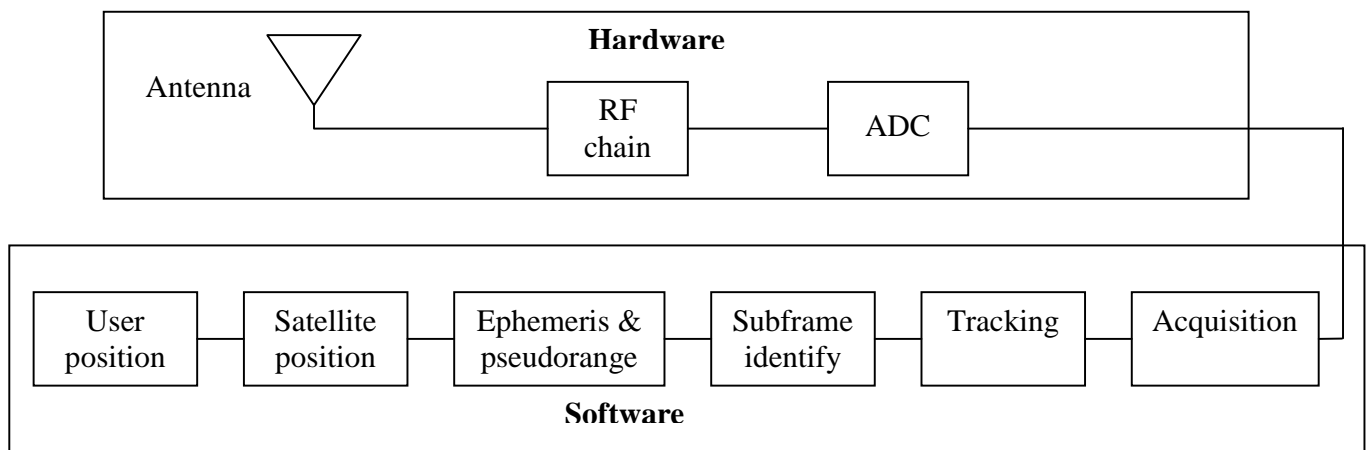 Hardware
Antenna
RF
chain
ADC
User
position
Satellite
position
Ephemeris &
pseudorange
Subframe
identify
Tracking
Acquisition
Software